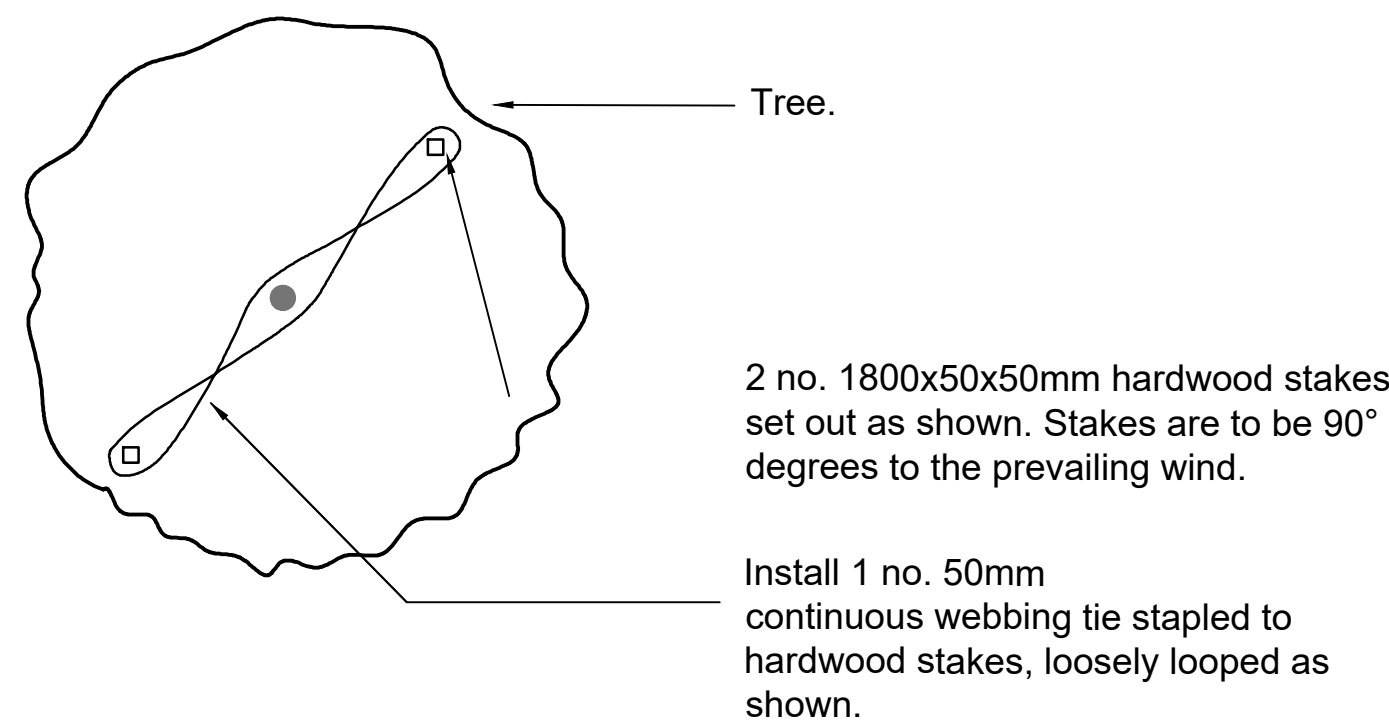 Tree.
2 no. 1800x50x50mm hardwood stakes
set out as shown. Stakes are to be 90°
degrees to the prevailing wind.
Install 1 no. 50mm
continuous webbing tie stapled to
hardwood stakes, loosely looped as
shown.